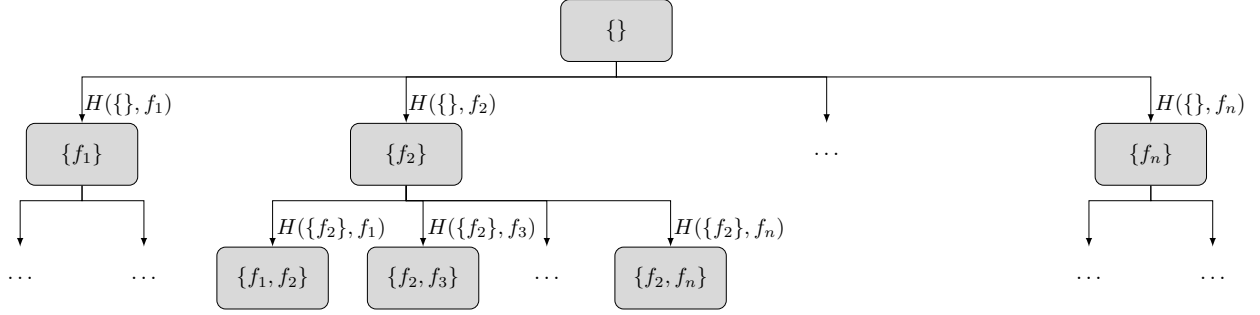 {}
H({}, f₁) H({}, f₂) H({}, fₙ)
{f₁} {f₂} ... {fₙ}
H({f₂}, f₁) H({f₂}, f₃) H({f₂}, fₙ)
... ... {f₁, f₂} {f₂, f₃} ... {f₂, fₙ} ... ...